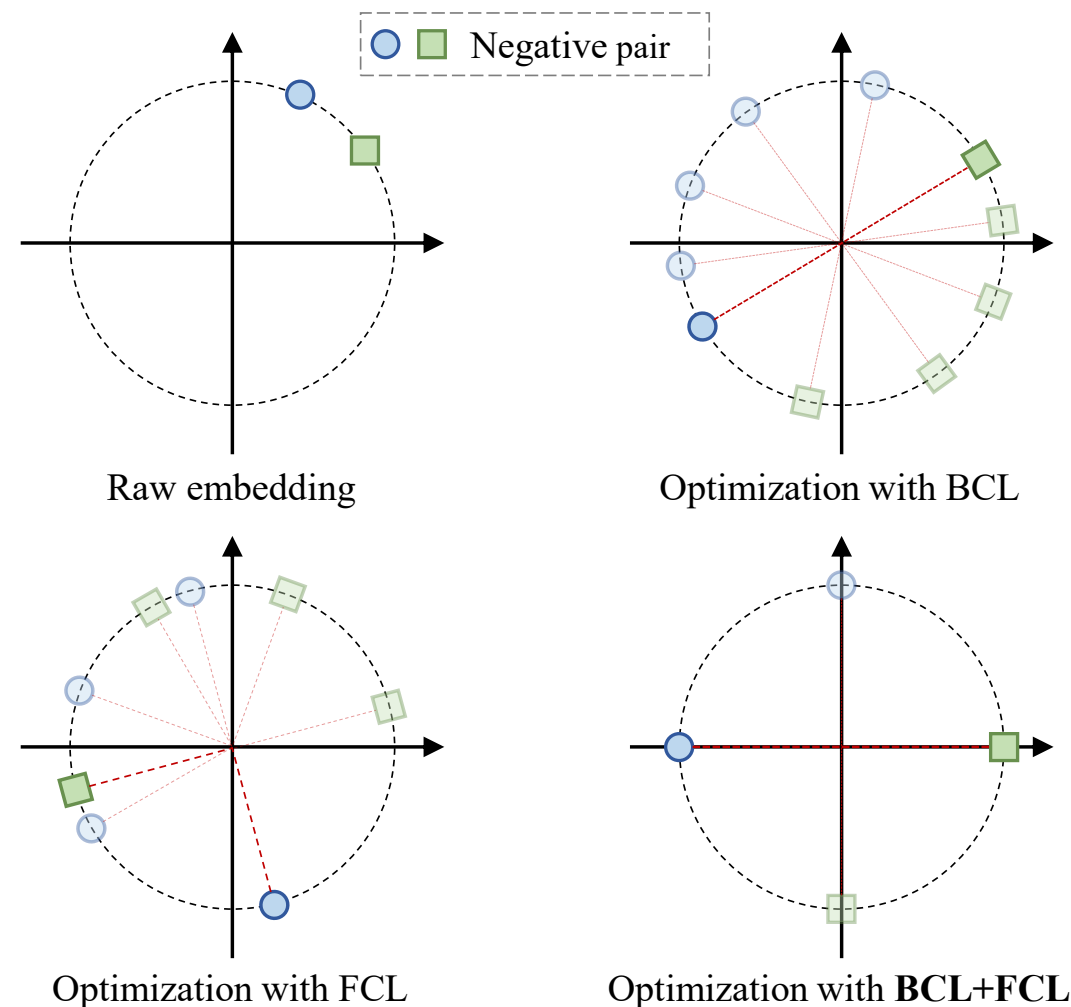 Negative pair
Raw embedding
Optimization with BCL
Optimization with FCL
Optimization with BCL+FCL